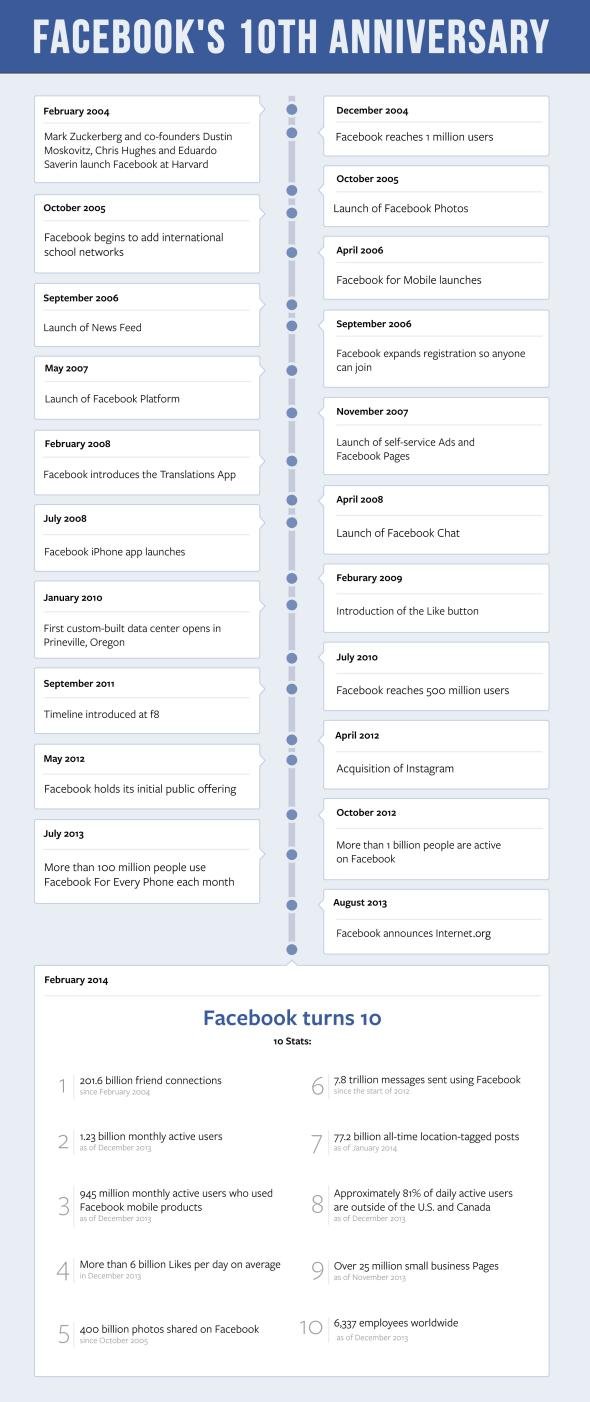 FACEBOOK'S 10TH ANNIVERSARY
February 2004
Mark Zuckerberg and co-founders Dustin
Moskovitz, Chris Hughes and Eduardo
Saverin launch Facebook at Harvard
December 2004
Facebook reaches 1 million users
October 2005
Launch of Facebook Photos
October 2005
Facebook begins to add international
school networks
April 2006
Facebook for Mobile launches
September 2006
Launch of News Feed
September 2006
Facebook expands registration so anyone
can join
May 2007
Launch of Facebook Platform
November 2007
Launch of self-service Ads and
Facebook Pages
February 2008
Facebook introduces the Translations App
April 2008
Launch of Facebook Chat
July 2008
Facebook iPhone app launches
Feburary 2009
Introduction of the Like button
January 2010
First custom-built data center opens in
Prineville, Oregon
July 2010
Facebook reaches 500 million users
September 2011
Timeline introduced at f8
April 2012
Acquisition of Instagram
May 2012
Facebook holds its initial public offering
October 2012
More than 1 billion people are active
on Facebook
July 2013
More than 100 million people use
Facebook For Every Phone each month
August 2013
Facebook announces Internet.org
February 2014
Facebook turns 10
10 Stats:
1 201.6 billion friend connections
since February 2004
2 1.23 billion monthly active users
as of December 2013
3 945 million monthly active users who used
Facebook mobile products
as of December 2013
4 More than 6 billion Likes per day on average
in December 2013
5 400 billion photos shared on Facebook
since October 2005
6 7.8 trillion messages sent using Facebook
since the start of 2012
7 77.2 billion all-time location-tagged posts
as of January 2014
8 Approximately 81% of daily active users
are outside of the U.S. and Canada
as of December 2013
9 Over 25 million small business Pages
as of November 2013
10 6,337 employees worldwide
as of December 2013